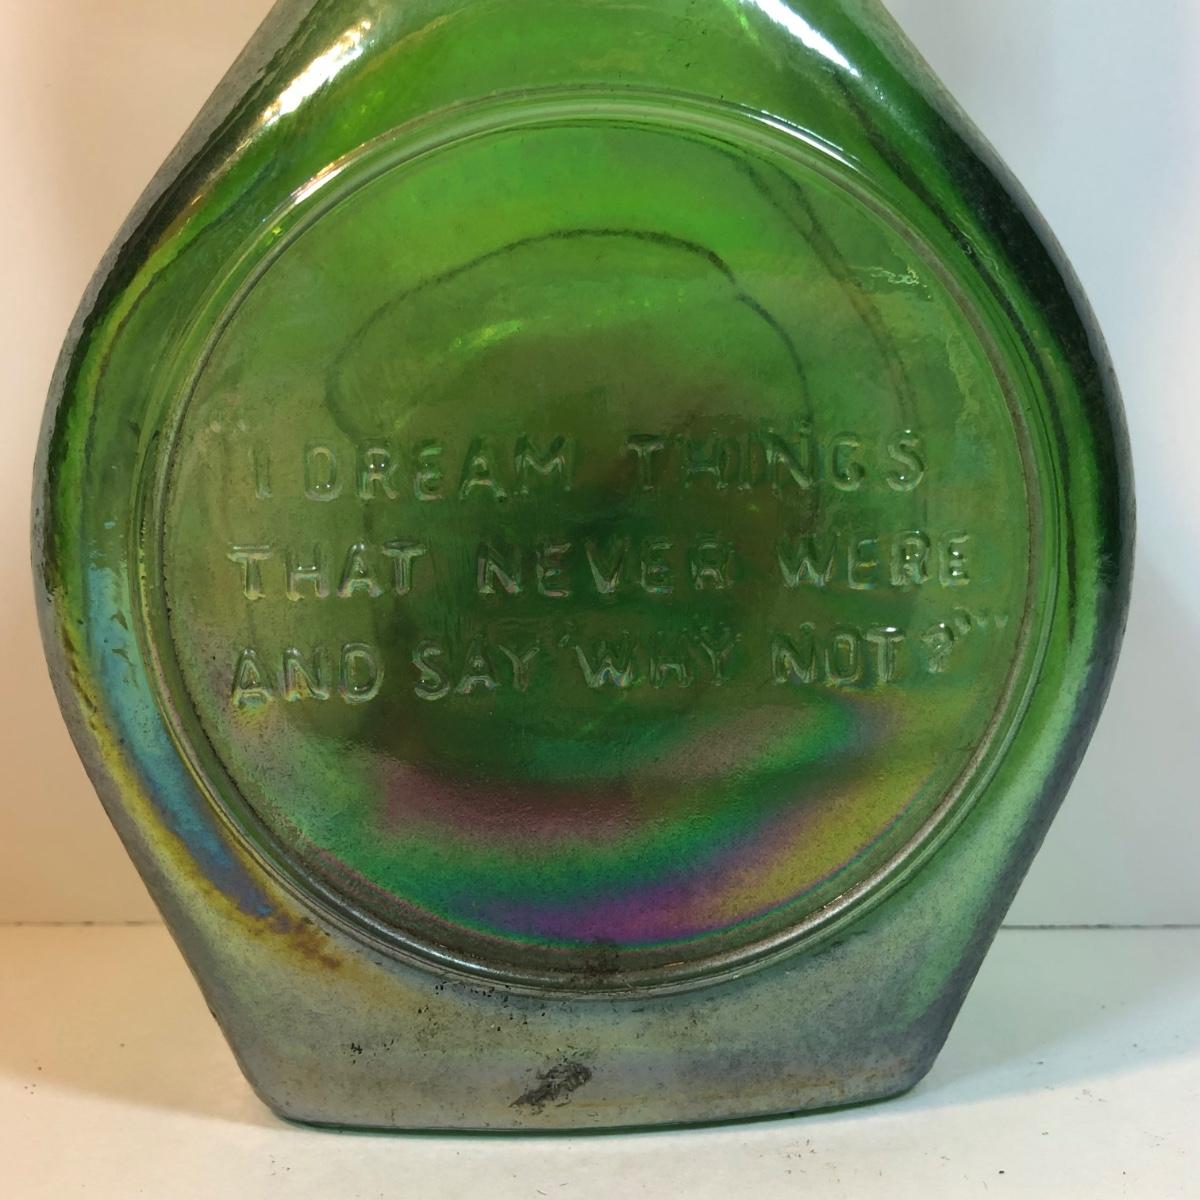 "I DREAM THINGS
THAT NEVER WERE
AND SAY 'WHY NOT?'"